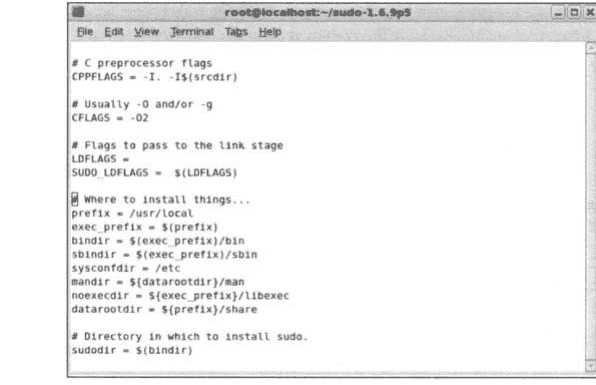 root@localhost:~/sudo-1.6.9p5
File Edit View Terminal Tabs Help
# C preprocessor flags
CPPFLAGS = -I. -I$(srcdir)
# Usually -O and/or -g
CFLAGS = -O2
# Flags to pass to the link stage
LDFLAGS =
SUDO_LDFLAGS = $(LDFLAGS)
# Where to install things...
prefix = /usr/local
exec_prefix = $(prefix)
bindir = $(exec_prefix)/bin
sbindir = $(exec_prefix)/sbin
sysconfdir = /etc
mandir = ${datarootdir}/man
noexecdir = ${exec_prefix}/libexec
datarootdir = ${prefix}/share
# Directory in which to install sudo.
sudodir = $(bindir)